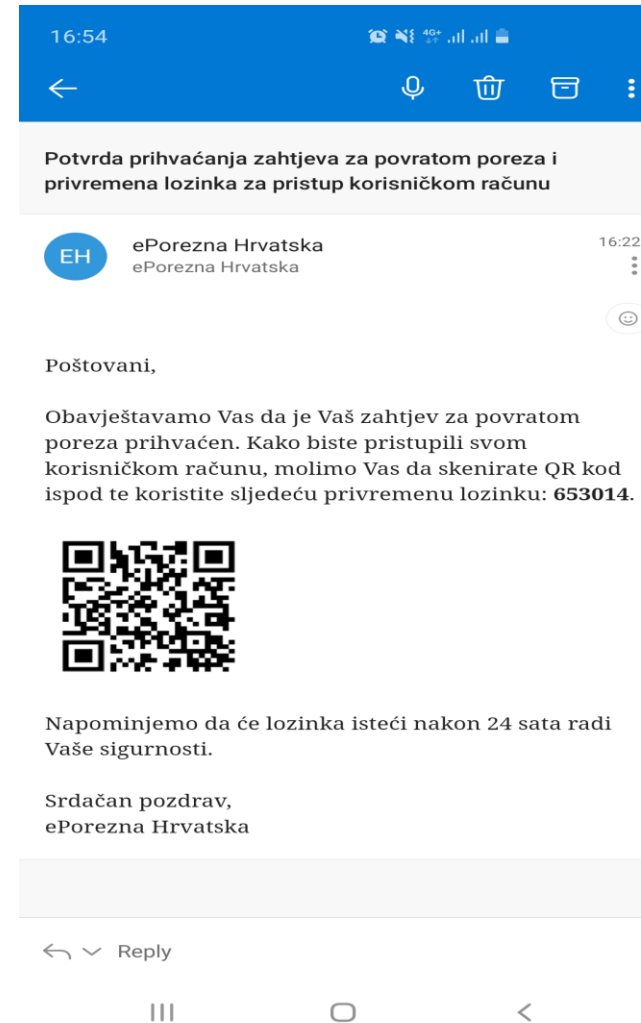 16:54
4G+
Potvrda prihvaćanja zahtjeva za povratom poreza i
privremena lozinka za pristup korisničkom računu
EH
ePorezna Hrvatska
16:22
ePorezna Hrvatska
Poštovani,
Obavještavamo Vas da je Vaš zahtjev za povratom
poreza prihvaćen. Kako biste pristupili svom
korisničkom računu, molimo Vas da skenirate QR kod
ispod te koristite sljedeću privremenu lozinku: 653014.
Napominjemo da će lozinka isteći nakon 24 sata radi
Vaše sigurnosti.
Srdačan pozdrav,
ePorezna Hrvatska
Reply